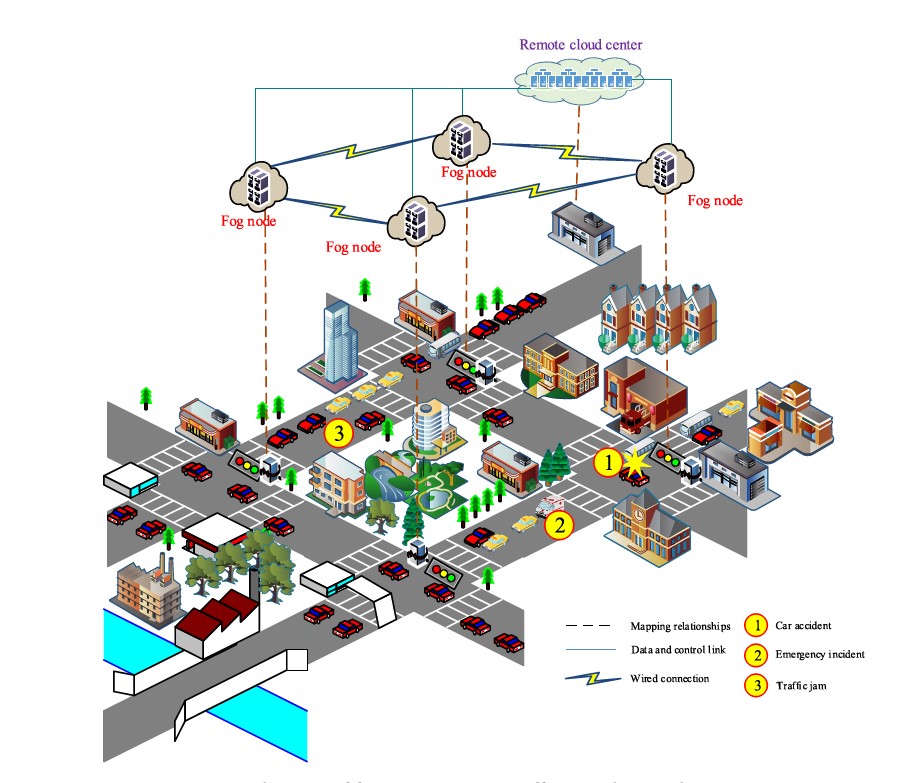 Remote cloud center
Fog node
Fog node
Fog node
Fog node
3
1
2
Mapping relationships
1 Car accident
Data and control link
2 Emergency incident
Wired connection
3 Traffic jam